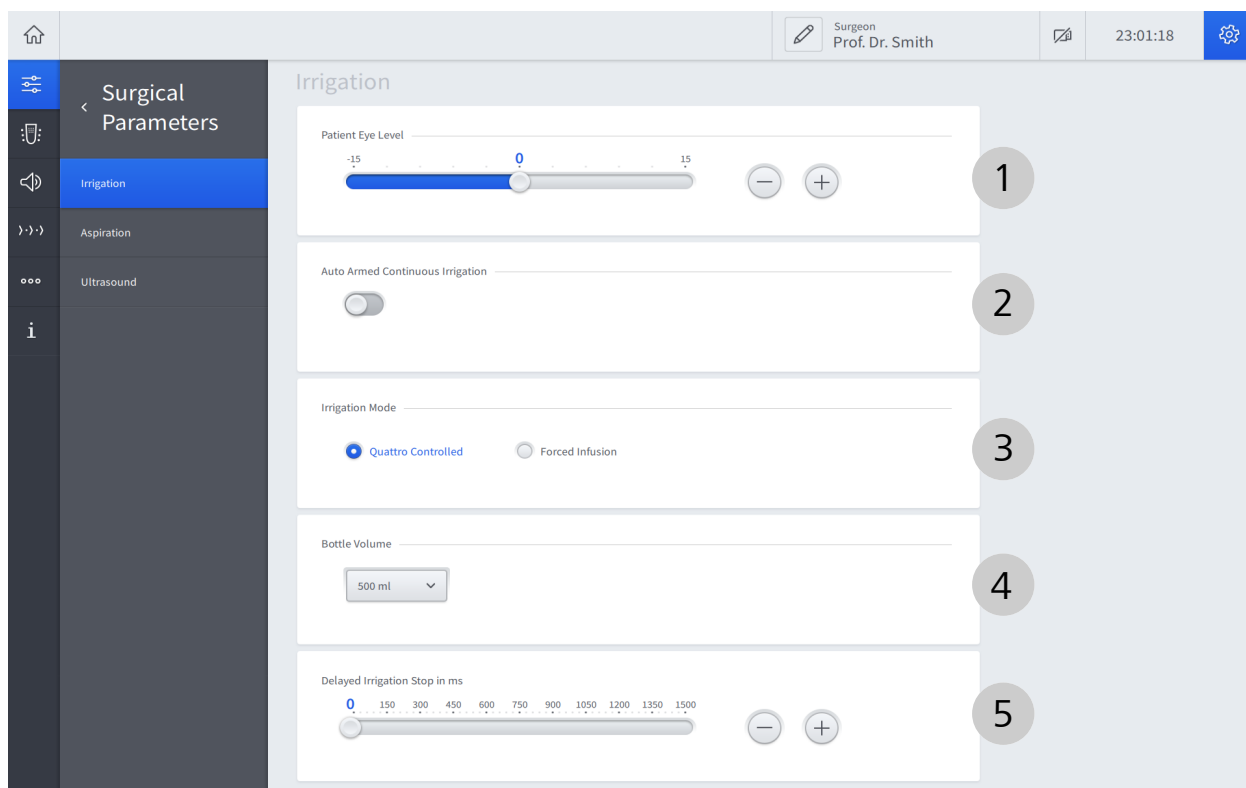 Surgeon
Prof. Dr. Smith
23:01:18
Surgical
Parameters
Irrigation
Aspiration
Ultrasound
i
Irrigation
Patient Eye Level
-15 0 15
1
Auto Armed Continuous Irrigation
2
Irrigation Mode
Quattro Controlled Forced Infusion
3
Bottle Volume
500 ml
4
Delayed Irrigation Stop in ms
0 150 300 450 600 750 900 1050 1200 1350 1500
5